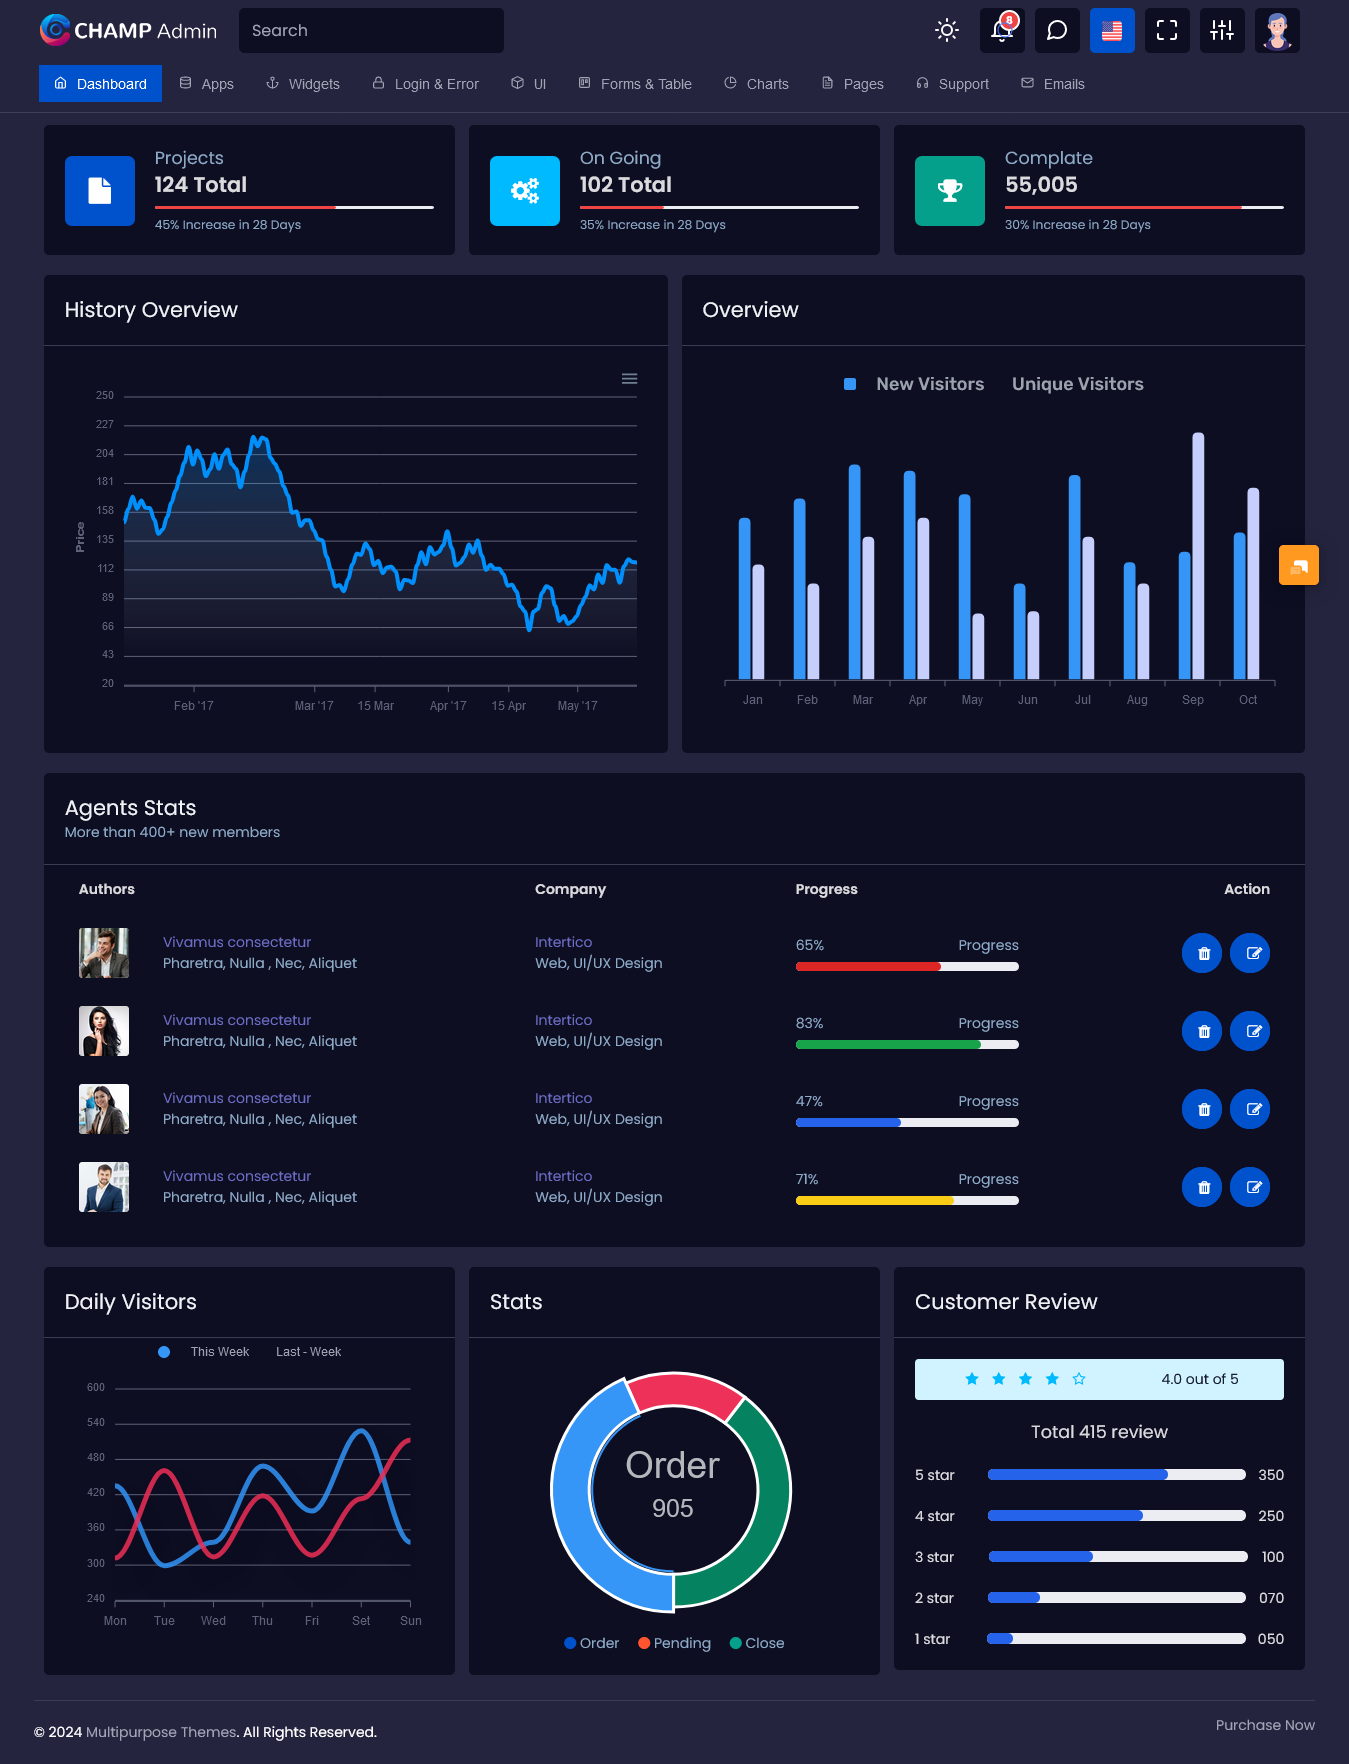 CHAMP Admin
Search
8
Dashboard
Apps
Widgets
Login & Error
UI
Forms & Table
Charts
Pages
Support
Emails
Projects
124 Total
45% Increase in 28 Days
On Going
102 Total
35% Increase in 28 Days
Complate
55,005
30% Increase in 28 Days
History Overview
250
227
204
181
158
135
112
89
66
43
20
Price
Feb '17
Mar '17
15 Mar
Apr '17
15 Apr
May '17
Overview
New Visitors
Unique Visitors
Jan
Feb
Mar
Apr
May
Jun
Jul
Aug
Sep
Oct
Agents Stats
More than 400+ new members
Authors
Company
Progress
Action
Vivamus consectetur
Pharetra, Nulla , Nec, Aliquet
Intertico
Web, UI/UX Design
65%
Progress
Vivamus consectetur
Pharetra, Nulla , Nec, Aliquet
Intertico
Web, UI/UX Design
83%
Progress
Vivamus consectetur
Pharetra, Nulla , Nec, Aliquet
Intertico
Web, UI/UX Design
47%
Progress
Vivamus consectetur
Pharetra, Nulla , Nec, Aliquet
Intertico
Web, UI/UX Design
71%
Progress
Daily Visitors
This Week
Last - Week
600
540
480
420
360
300
240
Mon
Tue
Wed
Thu
Fri
Set
Sun
Stats
Order
905
Order
Pending
Close
Customer Review
4.0 out of 5
Total 415 review
5 star
350
4 star
250
3 star
100
2 star
070
1 star
050
© 2024 Multipurpose Themes. All Rights Reserved.
Purchase Now